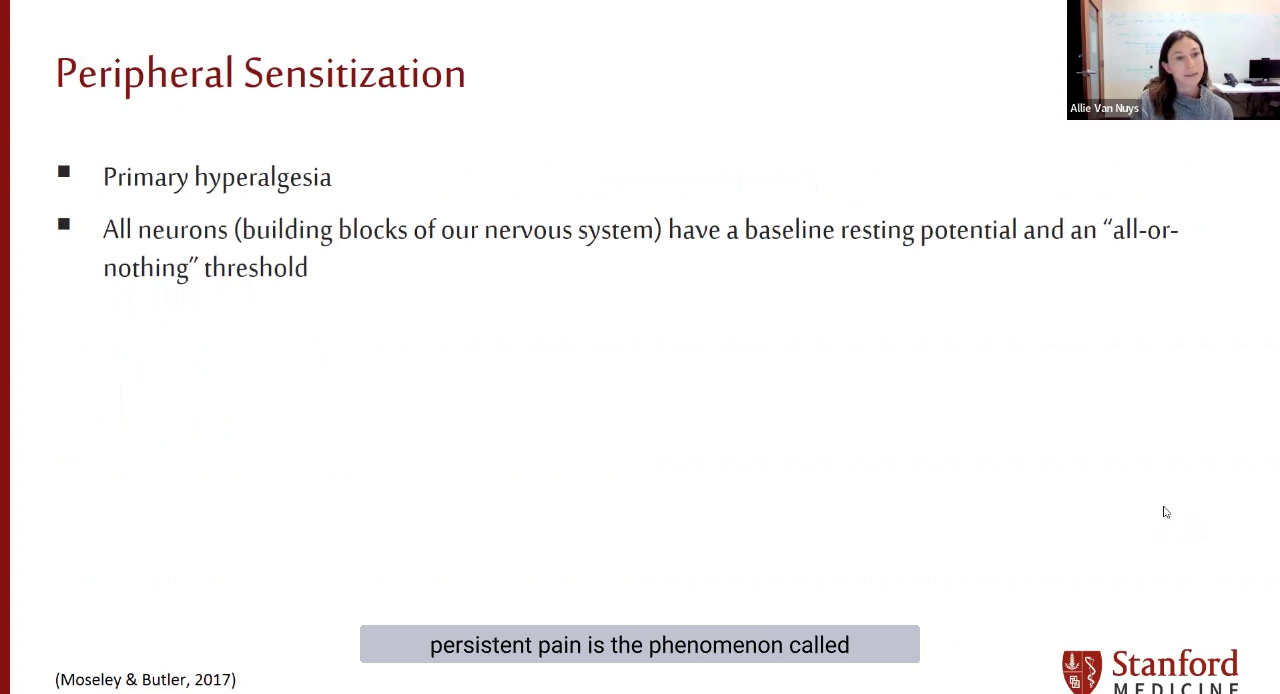 Peripheral Sensitization
Allie Van Nuys
■ Primary hyperalgesia
■ All neurons (building blocks of our nervous system) have a baseline resting potential and an “all-or-
nothing” threshold
persistent pain is the phenomenon called
(Moseley & Butler, 2017)
Stanford
MEDICINE